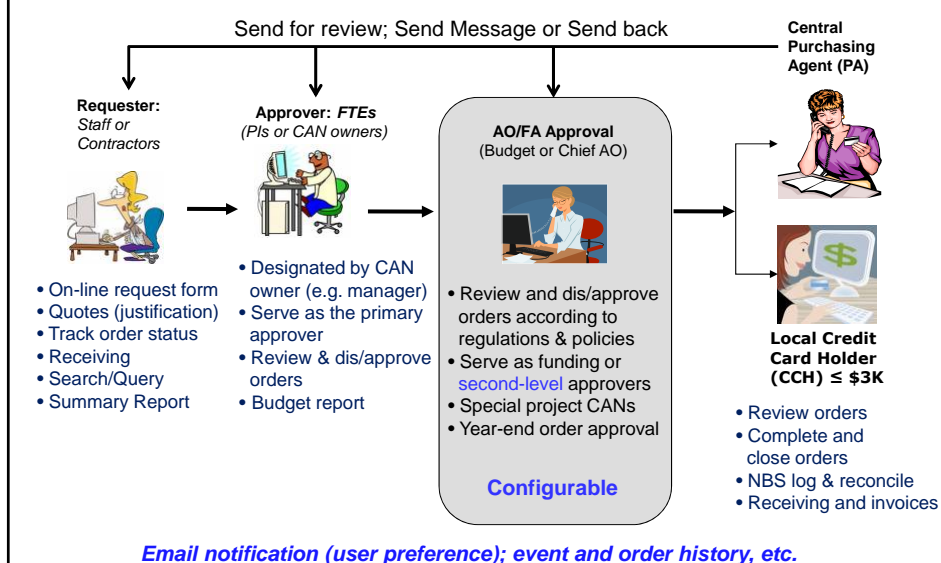 Send for review; Send Message or Send back
Central
Purchasing
Agent (PA)
Requester:
Staff or
Contractors
Approver: FTEs
(PIs or CAN owners)
AO/FA Approval
(Budget or Chief AO)
• On-line request form
• Quotes (justification)
• Track order status
• Receiving
• Search/Query
• Summary Report
• Designated by CAN
owner (e.g. manager)
• Serve as the primary
approver
• Review & dis/approve
orders
• Budget report
• Review and dis/approve
orders according to
regulations & policies
• Serve as funding or
second-level approvers
• Special project CANs
• Year-end order approval
Configurable
$
Local Credit
Card Holder
(CCH) ≤ $3K
• Review orders
• Complete and
close orders
• NBS log & reconcile
• Receiving and invoices
Email notification (user preference); event and order history, etc.